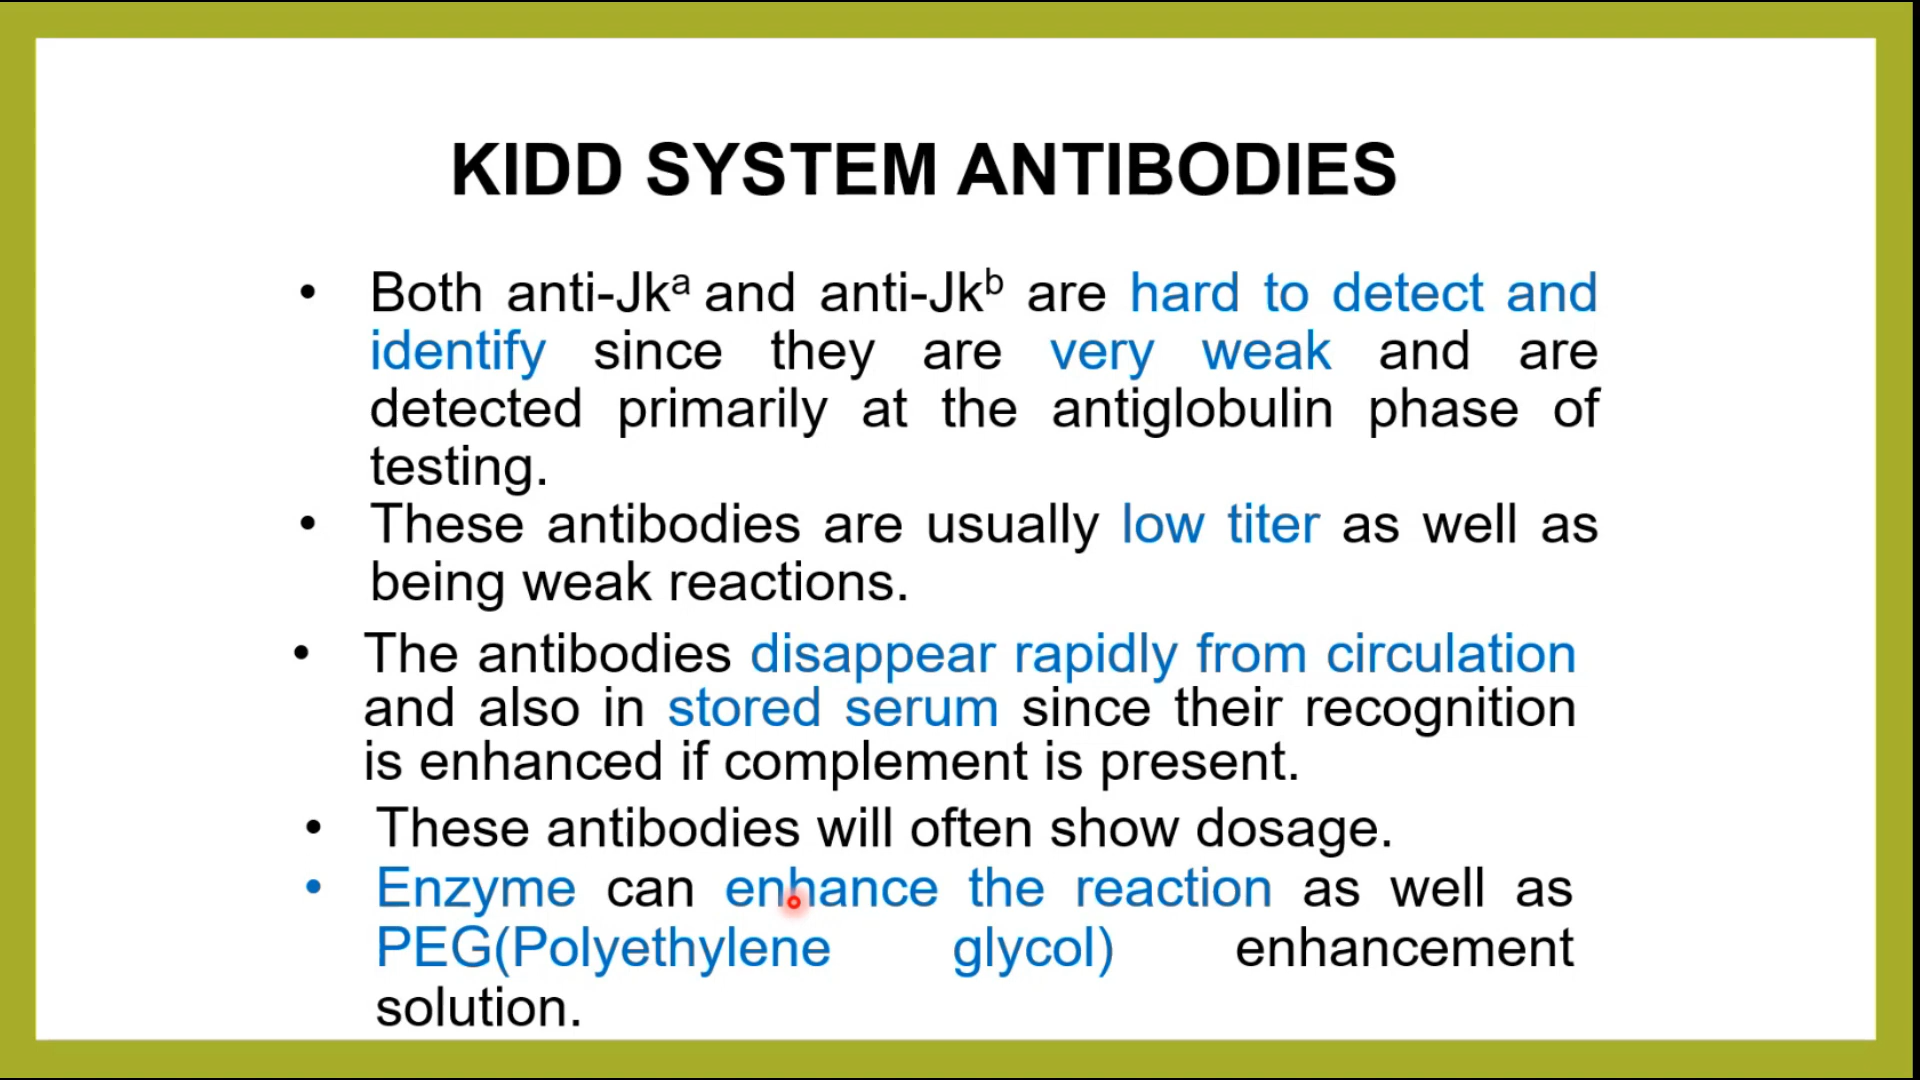 KIDD SYSTEM ANTIBODIES
• Both anti-Jkᵃ and anti-Jkᵇ are hard to detect and
identify since they are very weak and are
detected primarily at the antiglobulin phase of
testing.
• These antibodies are usually low titer as well as
being weak reactions.
• The antibodies disappear rapidly from circulation
and also in stored serum since their recognition
is enhanced if complement is present.
• These antibodies will often show dosage.
• Enzyme can enhance the reaction as well as
PEG(Polyethylene glycol) enhancement
solution.